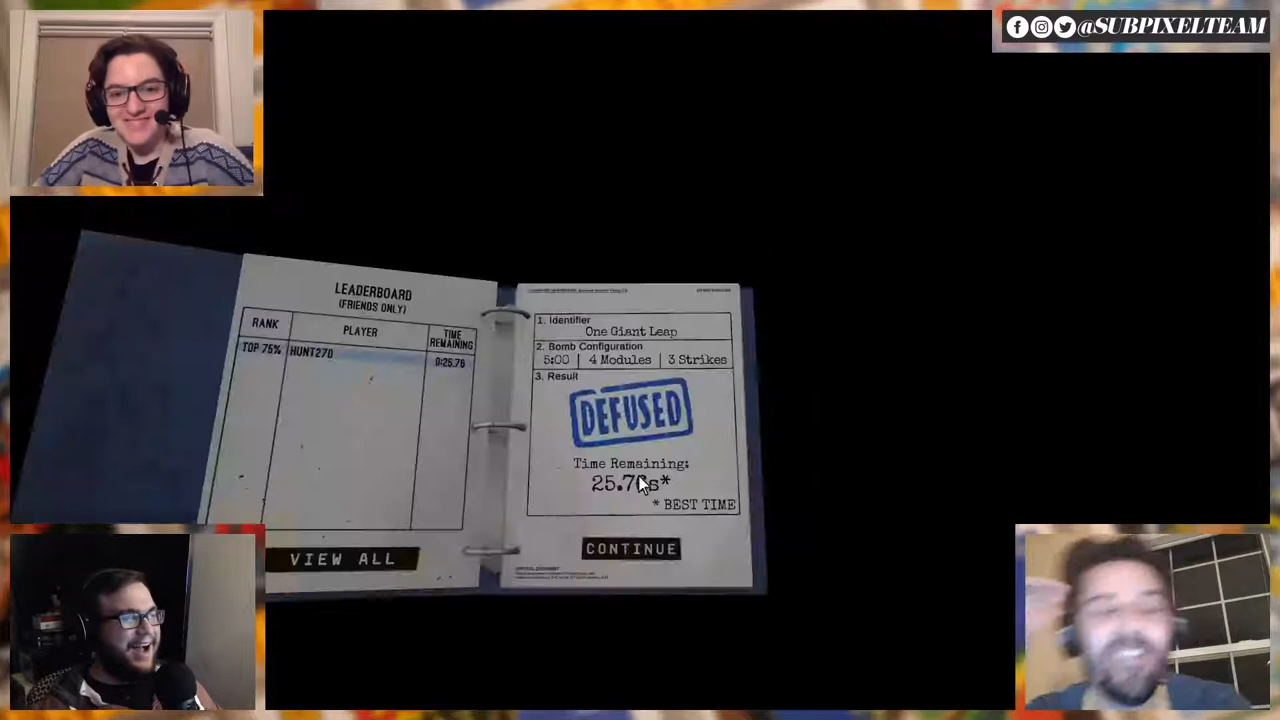 @SUBPIXELTEAM
LEADERBOARD
(FRIENDS ONLY)
RANK
PLAYER
TIME
REMAINING
TOP 75%
HUNT270
0:25.76
VIEW ALL
1. Identifier
One Giant Leap
2. Bomb Configuration
5:00 | 4 Modules | 3 Strikes
3. Result
DEFUSED
Time Remaining:
25.76s*
* BEST TIME
CONTINUE